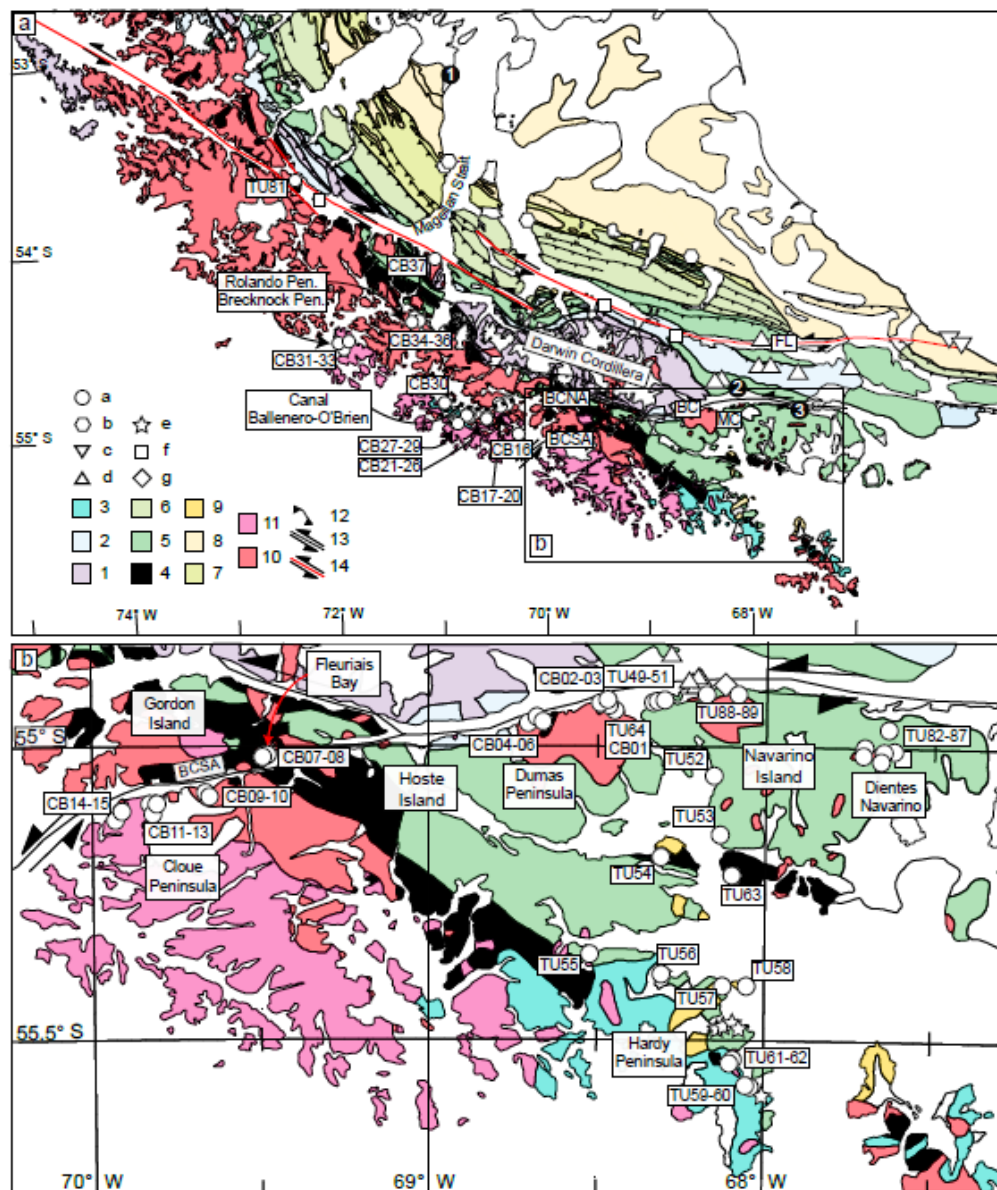 a
53
1
Magellan Strait
TU81
54° S
CB37
Rolando Pen.
Brecknock Pen.
CB34-36
CB31-33
FL
Darwin Cordillera
CB30
2
BCNA
BC
3
Canal
Ballenero-O'Brien
MC
55° S
BCSA
CB27-29
CB16
CB21-26
CB17-20
a
b e
c f
d g
3 6 9 11 12
2 5 8 13
1 4 7 10 14
b
74° W 72° W 70° W 68° W
b
Fleuriais
Bay
CB02-03
TU49-51
Gordon
Island
TU88-89
55° S
CB04-06
TU64
CB01
TU82-87
CB07-08
BCSA
TU52
Navarino
Island
Hoste
Island
Dumas
Peninsula
Dientes
Navarino
CB14-15
CB09-10
CB11-13
TU53
Cloue
Peninsula
TU54
TU63
TU55
TU56
TU58
TU57
55.5° S
Hardy
Peninsula
TU61-62
TU59-60
70° W 69° W 68° W